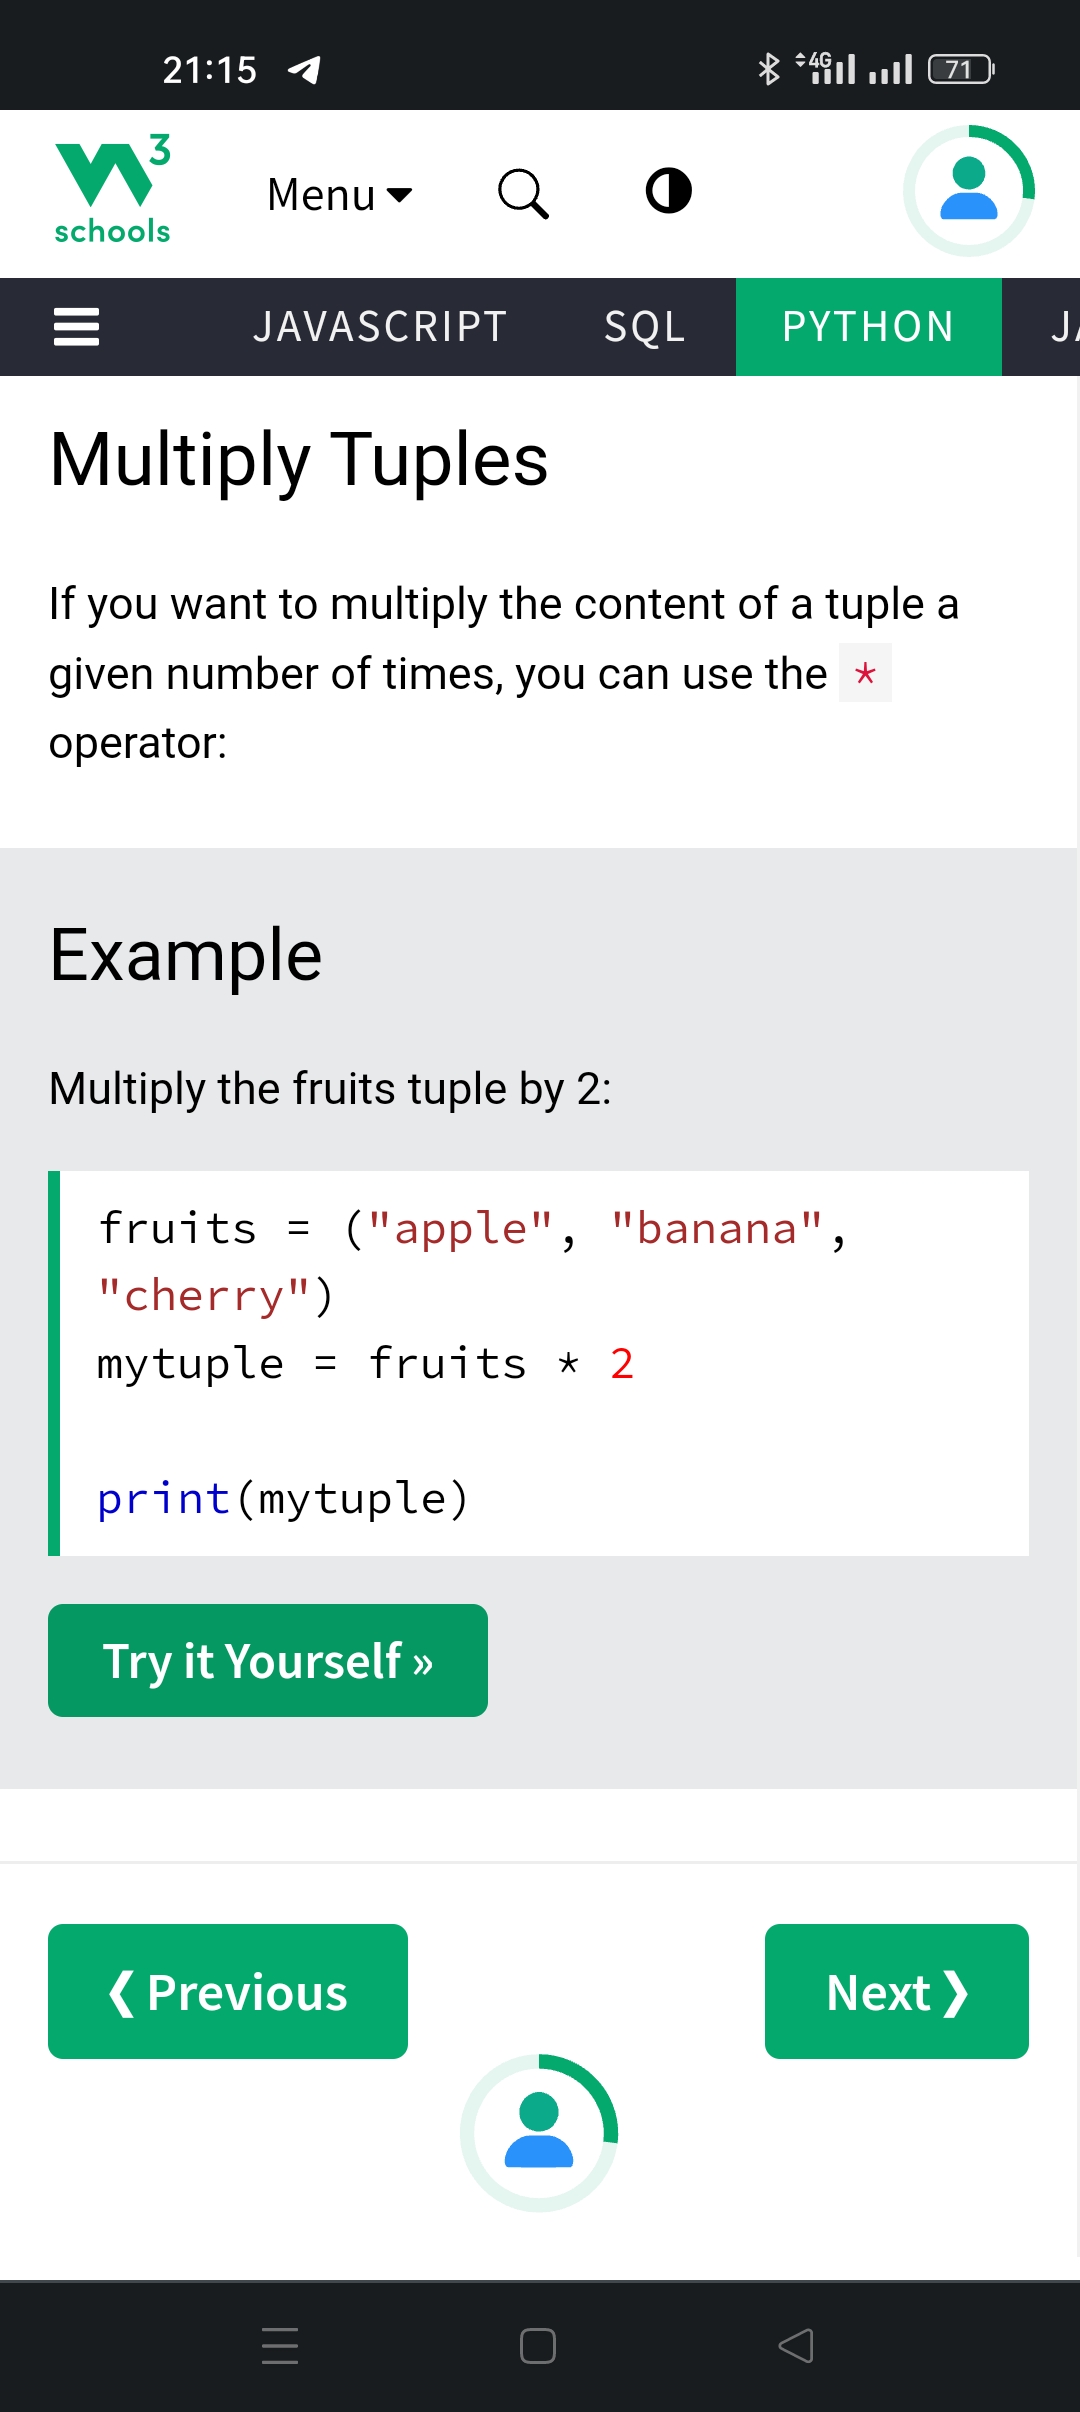 21:15
4G
71
W3
schools
Menu
JAVASCRIPT SQL PYTHON JA
Multiply Tuples
If you want to multiply the content of a tuple a
given number of times, you can use the *
operator:
Example
Multiply the fruits tuple by 2:
fruits = ("apple", "banana",
"cherry")
mytuple = fruits * 2
print(mytuple)
Try it Yourself »
❮ Previous
Next ❯